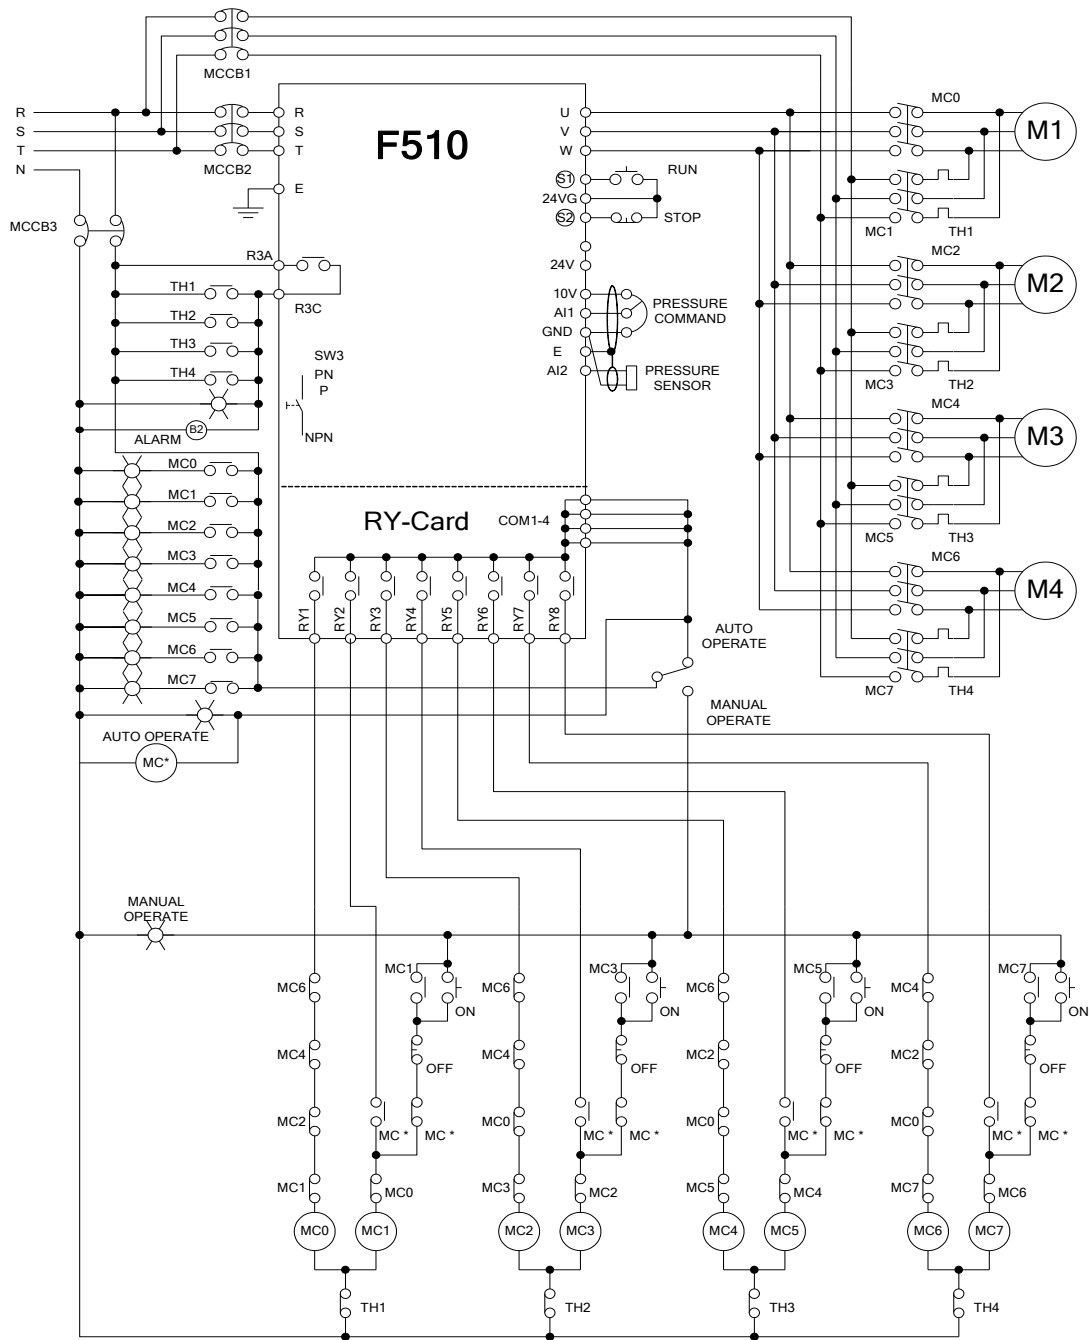 MCCB1
R
S
T
N
MCCB2
R
S
T
E
F510
U
V
W
S1
24VG
S2
RUN
STOP
24V
10V
AI1
GND
E
AI2
PRESSURE
COMMAND
PRESSURE
SENSOR
MCCB3
R3A
R3C
TH1
TH2
TH3
TH4
SW3
PN
P
NPN
ALARM
B2
MC0
MC1
MC2
MC3
MC4
MC5
MC6
MC7
AUTO OPERATE
MC*
RY-Card
COM1-4
RY1
RY2
RY3
RY4
RY5
RY6
RY7
RY8
AUTO
OPERATE
MANUAL
OPERATE
MC0
M1
MC1
TH1
MC2
M2
MC3
TH2
MC4
M3
MC5
TH3
MC6
M4
MC7
TH4
MANUAL
OPERATE
MC6
MC4
MC2
MC1
MC0
MC1
ON
OFF
MC *
MC *
MC0
MC1
TH1
MC6
MC4
MC0
MC3
MC2
MC3
ON
OFF
MC *
MC *
MC2
MC3
TH2
MC6
MC2
MC0
MC5
MC4
MC5
ON
OFF
MC *
MC *
MC4
MC5
TH3
MC4
MC2
MC0
MC7
MC6
MC7
ON
OFF
MC *
MC *
MC6
MC7
TH4